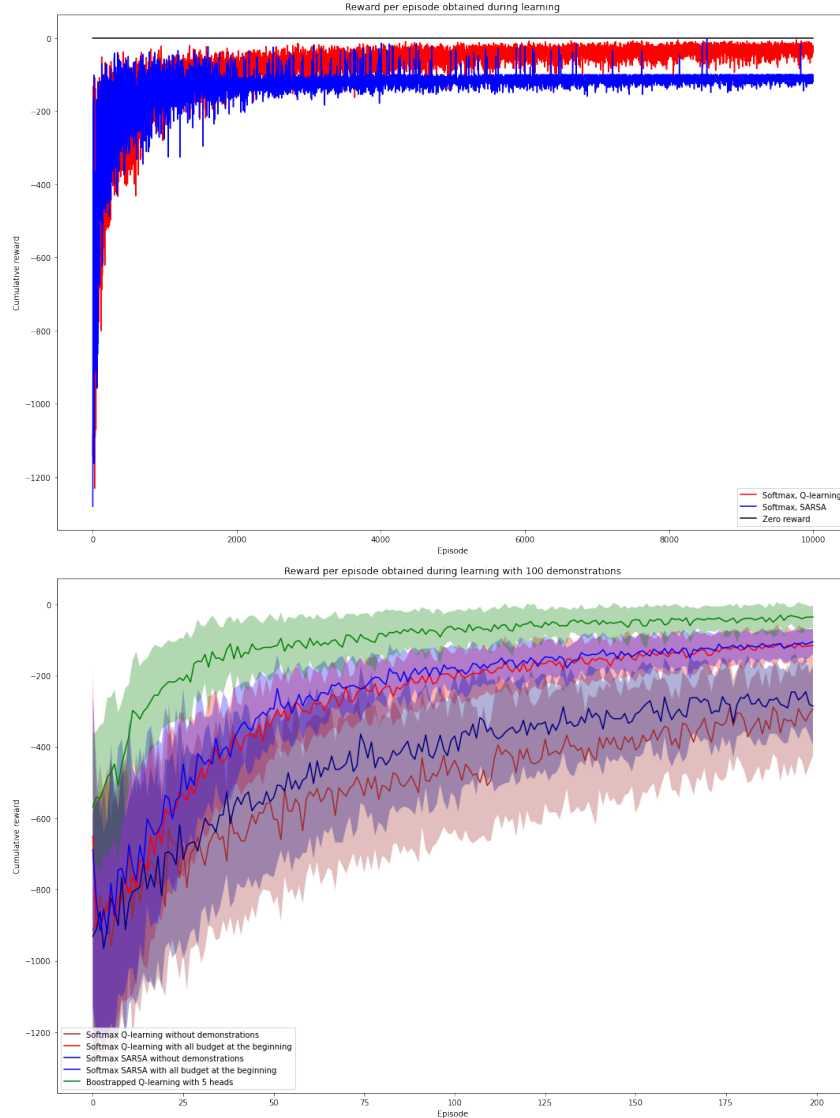 Reward per episode obtained during learning
0
−200
−400
−600
−800
−1000
−1200
Cumulative reward
0
2000
4000
6000
8000
10000
Episode
Softmax, Q-learning
Softmax, SARSA
Zero reward
Reward per episode obtained during learning with 100 demonstrations
0
−200
−400
−600
−800
−1000
−1200
Cumulative reward
0
25
50
75
100
125
150
175
200
Episode
Softmax Q-learning without demonstrations
Softmax Q-learning with all budget at the beginning
Softmax SARSA without demonstrations
Softmax SARSA with all budget at the beginning
Boostrapped Q-learning with 5 heads